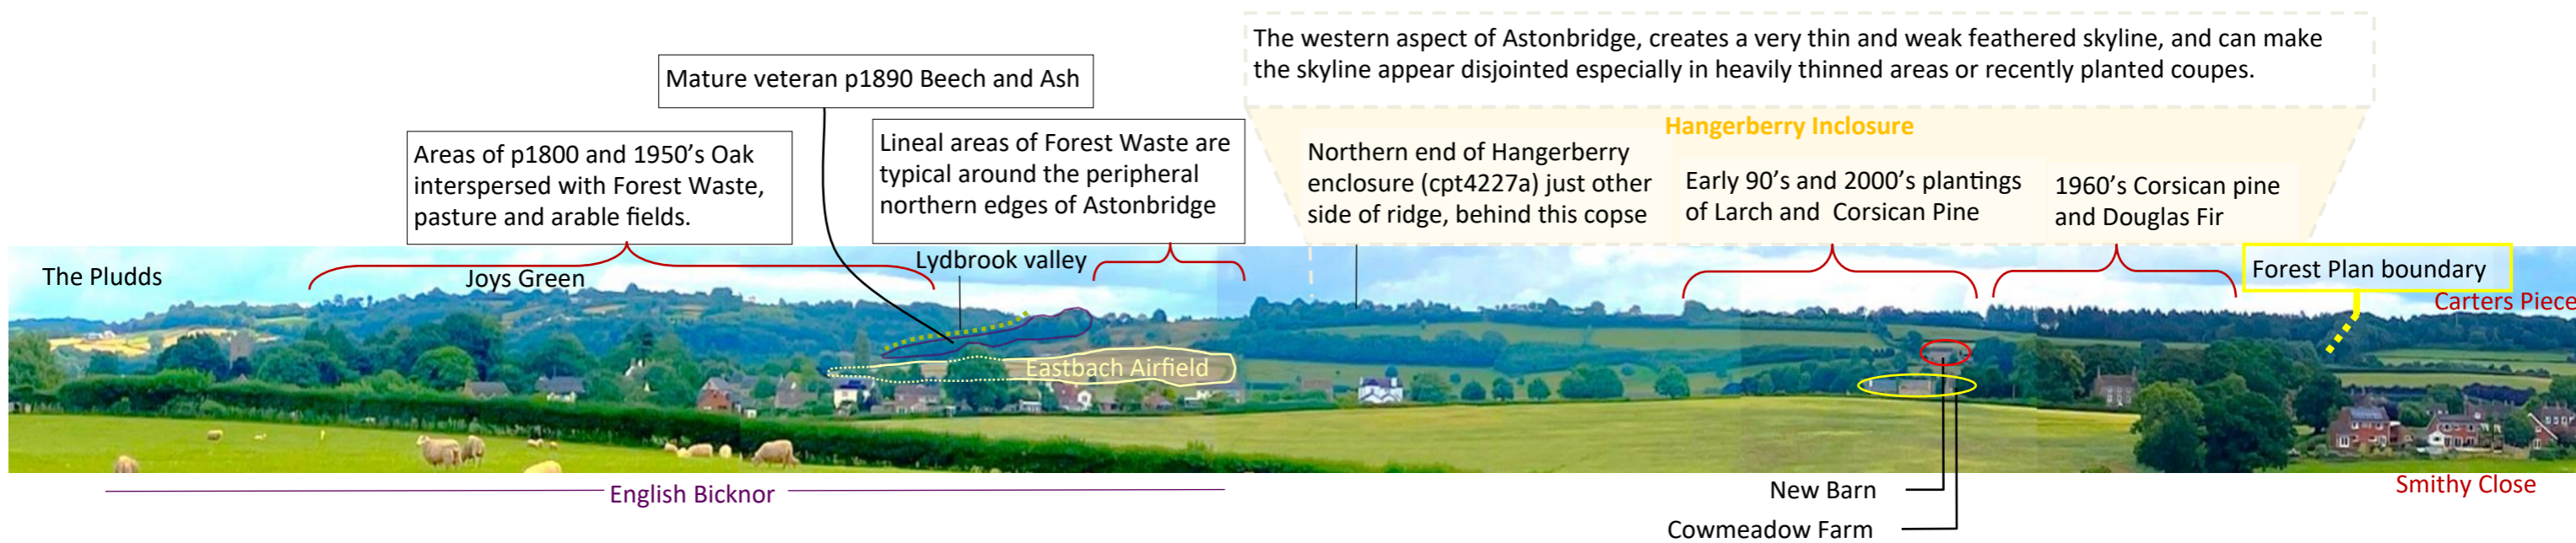 The western aspect of Astonbridge, creates a very thin and weak feathered skyline, and can make
the skyline appear disjointed especially in heavily thinned areas or recently planted coupes.
Mature veteran p1890 Beech and Ash
Hangerberry Inclosure
Areas of p1800 and 1950's Oak
interspersed with Forest Waste,
pasture and arable fields.
Lineal areas of Forest Waste are
typical around the peripheral
northern edges of Astonbridge
Northern end of Hangerberry
enclosure (cpt4227a) just other
side of ridge, behind this copse
Early 90's and 2000's plantings
of Larch and Corsican Pine
1960's Corsican pine
and Douglas Fir
The Pludds
Joys Green
Lydbrook valley
Forest Plan boundary
Carters Piece
Eastbach Airfield
English Bicknor
New Barn
Cowmeadow Farm
Smithy Close